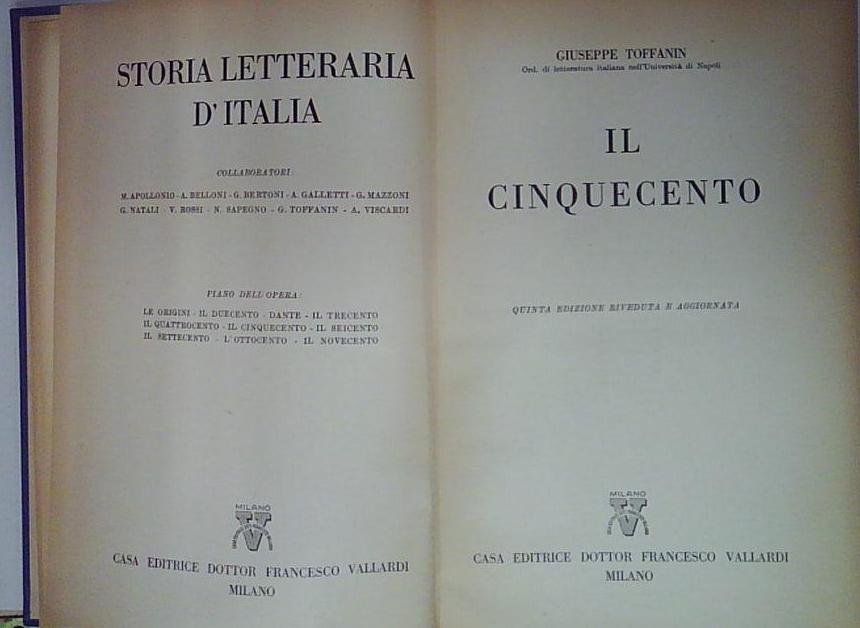 STORIA LETTERARIA
D'ITALIA
COLLABORATORI
M. APOLLONIO - A. BELLONI - G. BERTONI - A. GALLETTI - G. MAZZONI
G. NATALI - V. ROSSI - N. SAPEGNO - G. TOFFANIN - A. VISCARDI
PIANO DELL'OPERA:
LE ORIGINI - IL DUECENTO - DANTE - IL TRECENTO
IL QUATTROCENTO - IL CINQUECENTO - IL SEICENTO
IL SETTECENTO - L'OTTOCENTO - IL NOVECENTO
MILANO
V
CASA EDITRICE DOTTOR FRANCESCO VALLARDI
MILANO
GIUSEPPE TOFFANIN
Ord. di letteratura italiana nell'Università di Napoli
IL
CINQUECENTO
QUINTA EDIZIONE RIVEDUTA E AGGIORNATA
MILANO
V
CASA EDITRICE DOTTOR FRANCESCO VALLARDI
MILANO